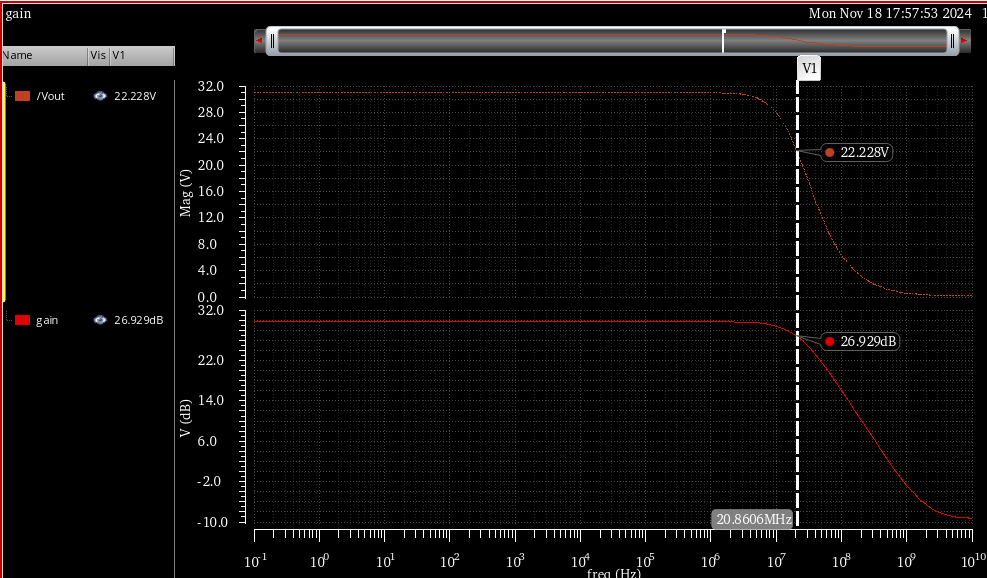 gain
Mon Nov 18 17:57:53 2024 1
Name Vis V1
V1
/Vout 22.228V
gain 26.929dB
32.0
28.0
24.0
20.0
16.0
12.0
8.0
4.0
0.0
Mag (V)
22.228V
32.0
22.0
14.0
6.0
-2.0
-10.0
V (dB)
26.929dB
20.8606MHz
10-1 100 101 102 103 104 105 106 107 108 109 1010
freq (Hz)